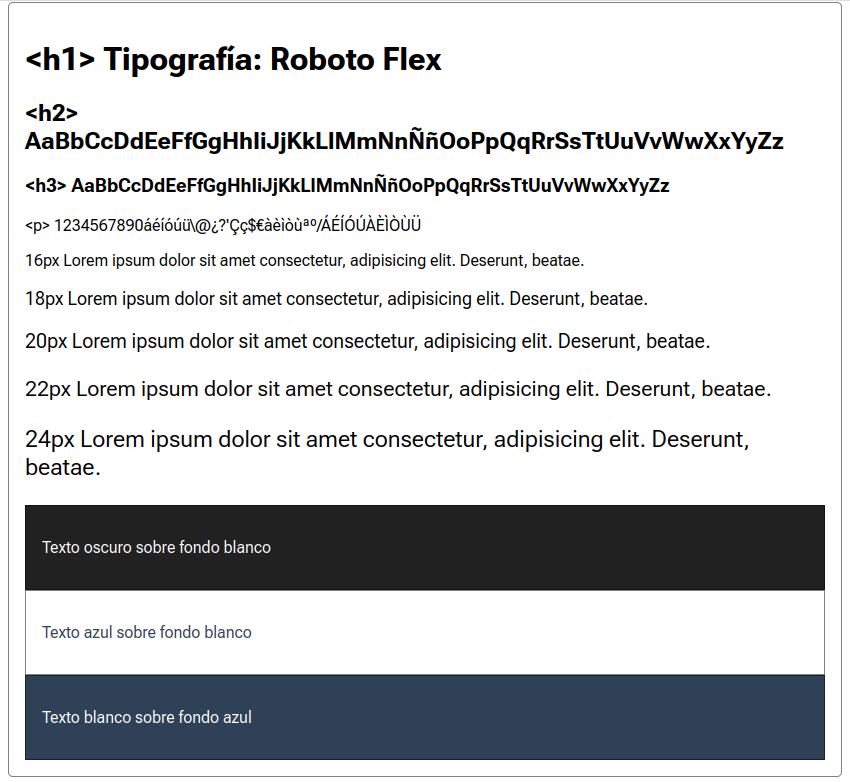 <h1> Tipografía: Roboto Flex
<h2>
AaBbCcDdEeFfGgHhIiJjKkLlMmNnÑñOoPpQqRrSsTtUuVvWwXxYyZz
<h3> AaBbCcDdEeFfGgHhIiJjKkLlMmNnÑñOoPpQqRrSsTtUuVvWwXxYyZz
<p> 1234567890áéíóúü\@¿?'Çç$€àèìòùªº/ÁÉÍÓÚÀÈÌÒÙÜ
16px Lorem ipsum dolor sit amet consectetur, adipisicing elit. Deserunt, beatae.
18px Lorem ipsum dolor sit amet consectetur, adipisicing elit. Deserunt, beatae.
20px Lorem ipsum dolor sit amet consectetur, adipisicing elit. Deserunt, beatae.
22px Lorem ipsum dolor sit amet consectetur, adipisicing elit. Deserunt, beatae.
24px Lorem ipsum dolor sit amet consectetur, adipisicing elit. Deserunt,
beatae.
Texto oscuro sobre fondo blanco
Texto azul sobre fondo blanco
Texto blanco sobre fondo azul